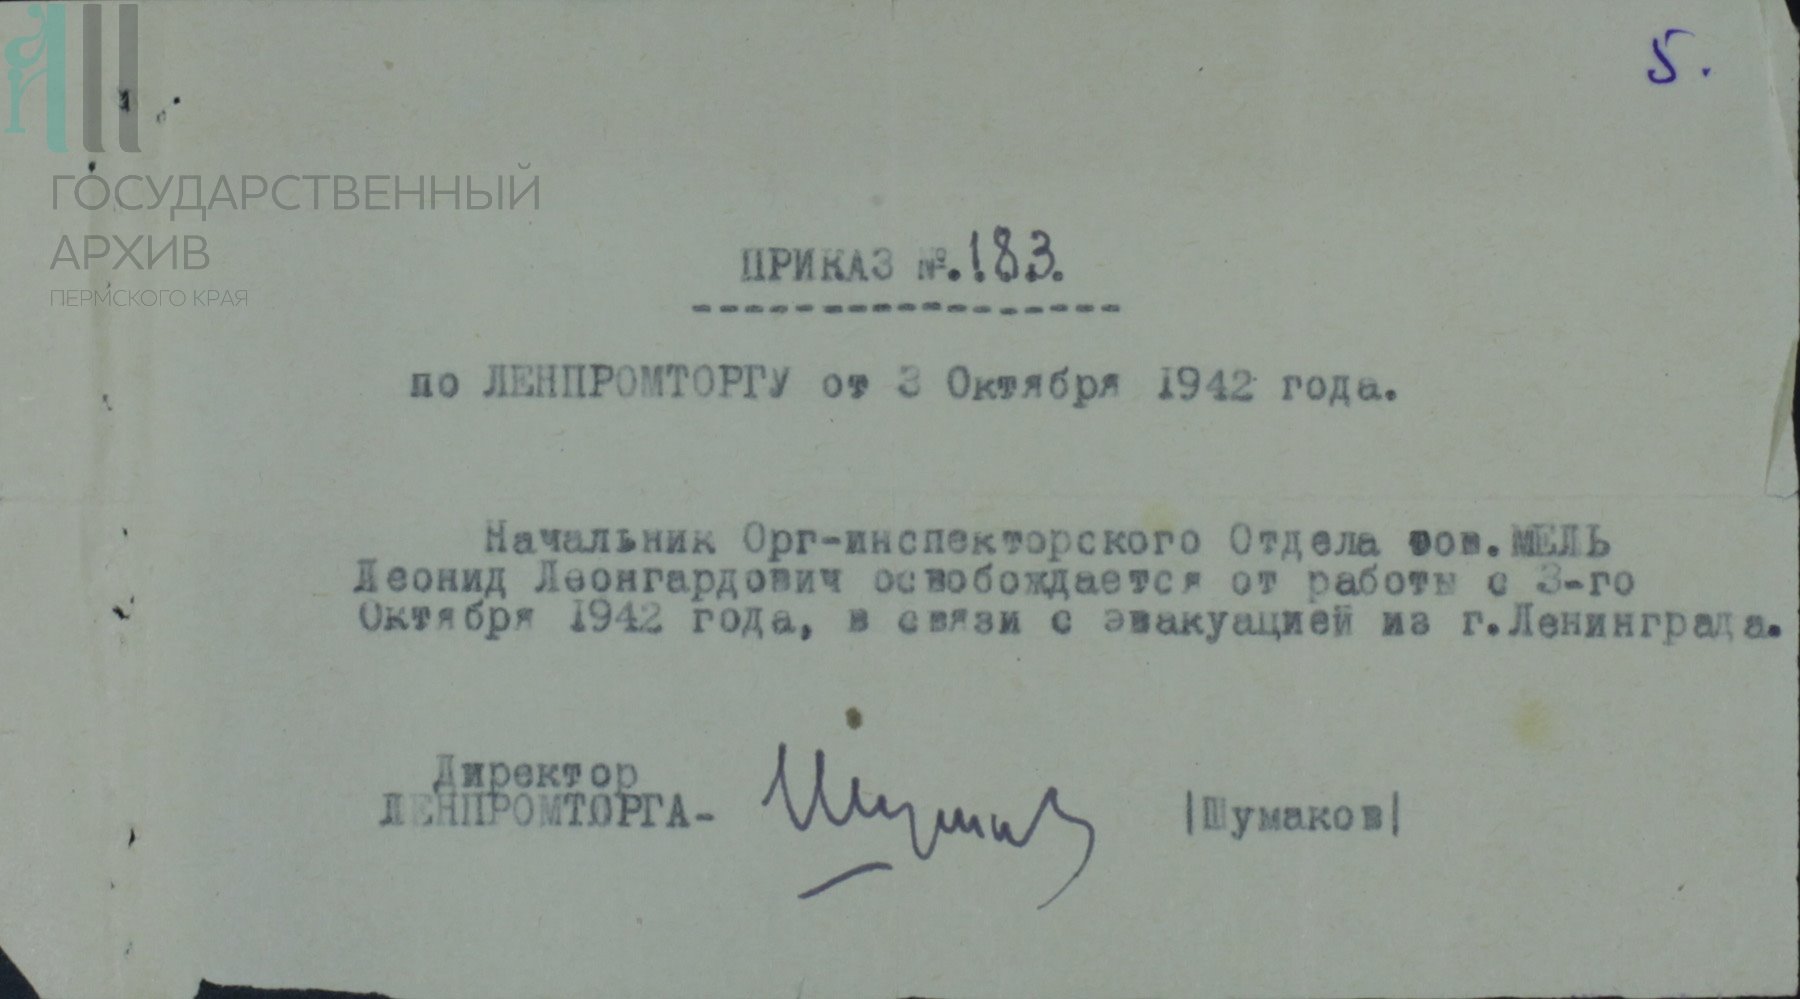 5.
ГОСУДАРСТВЕННЫЙ
АРХИВ
ПЕРМСКОГО КРАЯ
ПРИКАЗ №.183.
по ЛЕНПРОМТОРГУ от 3 Октября 1942 года.
Начальник Орг-инспекторского Отдела тов.МЕЛЬ
Леонид Леонгардович освобождается от работы с 3-го
Октября 1942 года, в связи с эвакуацией из г.Ленинграда.
Директор
ЛЕНПРОМТОРГА-
|Шумаков|